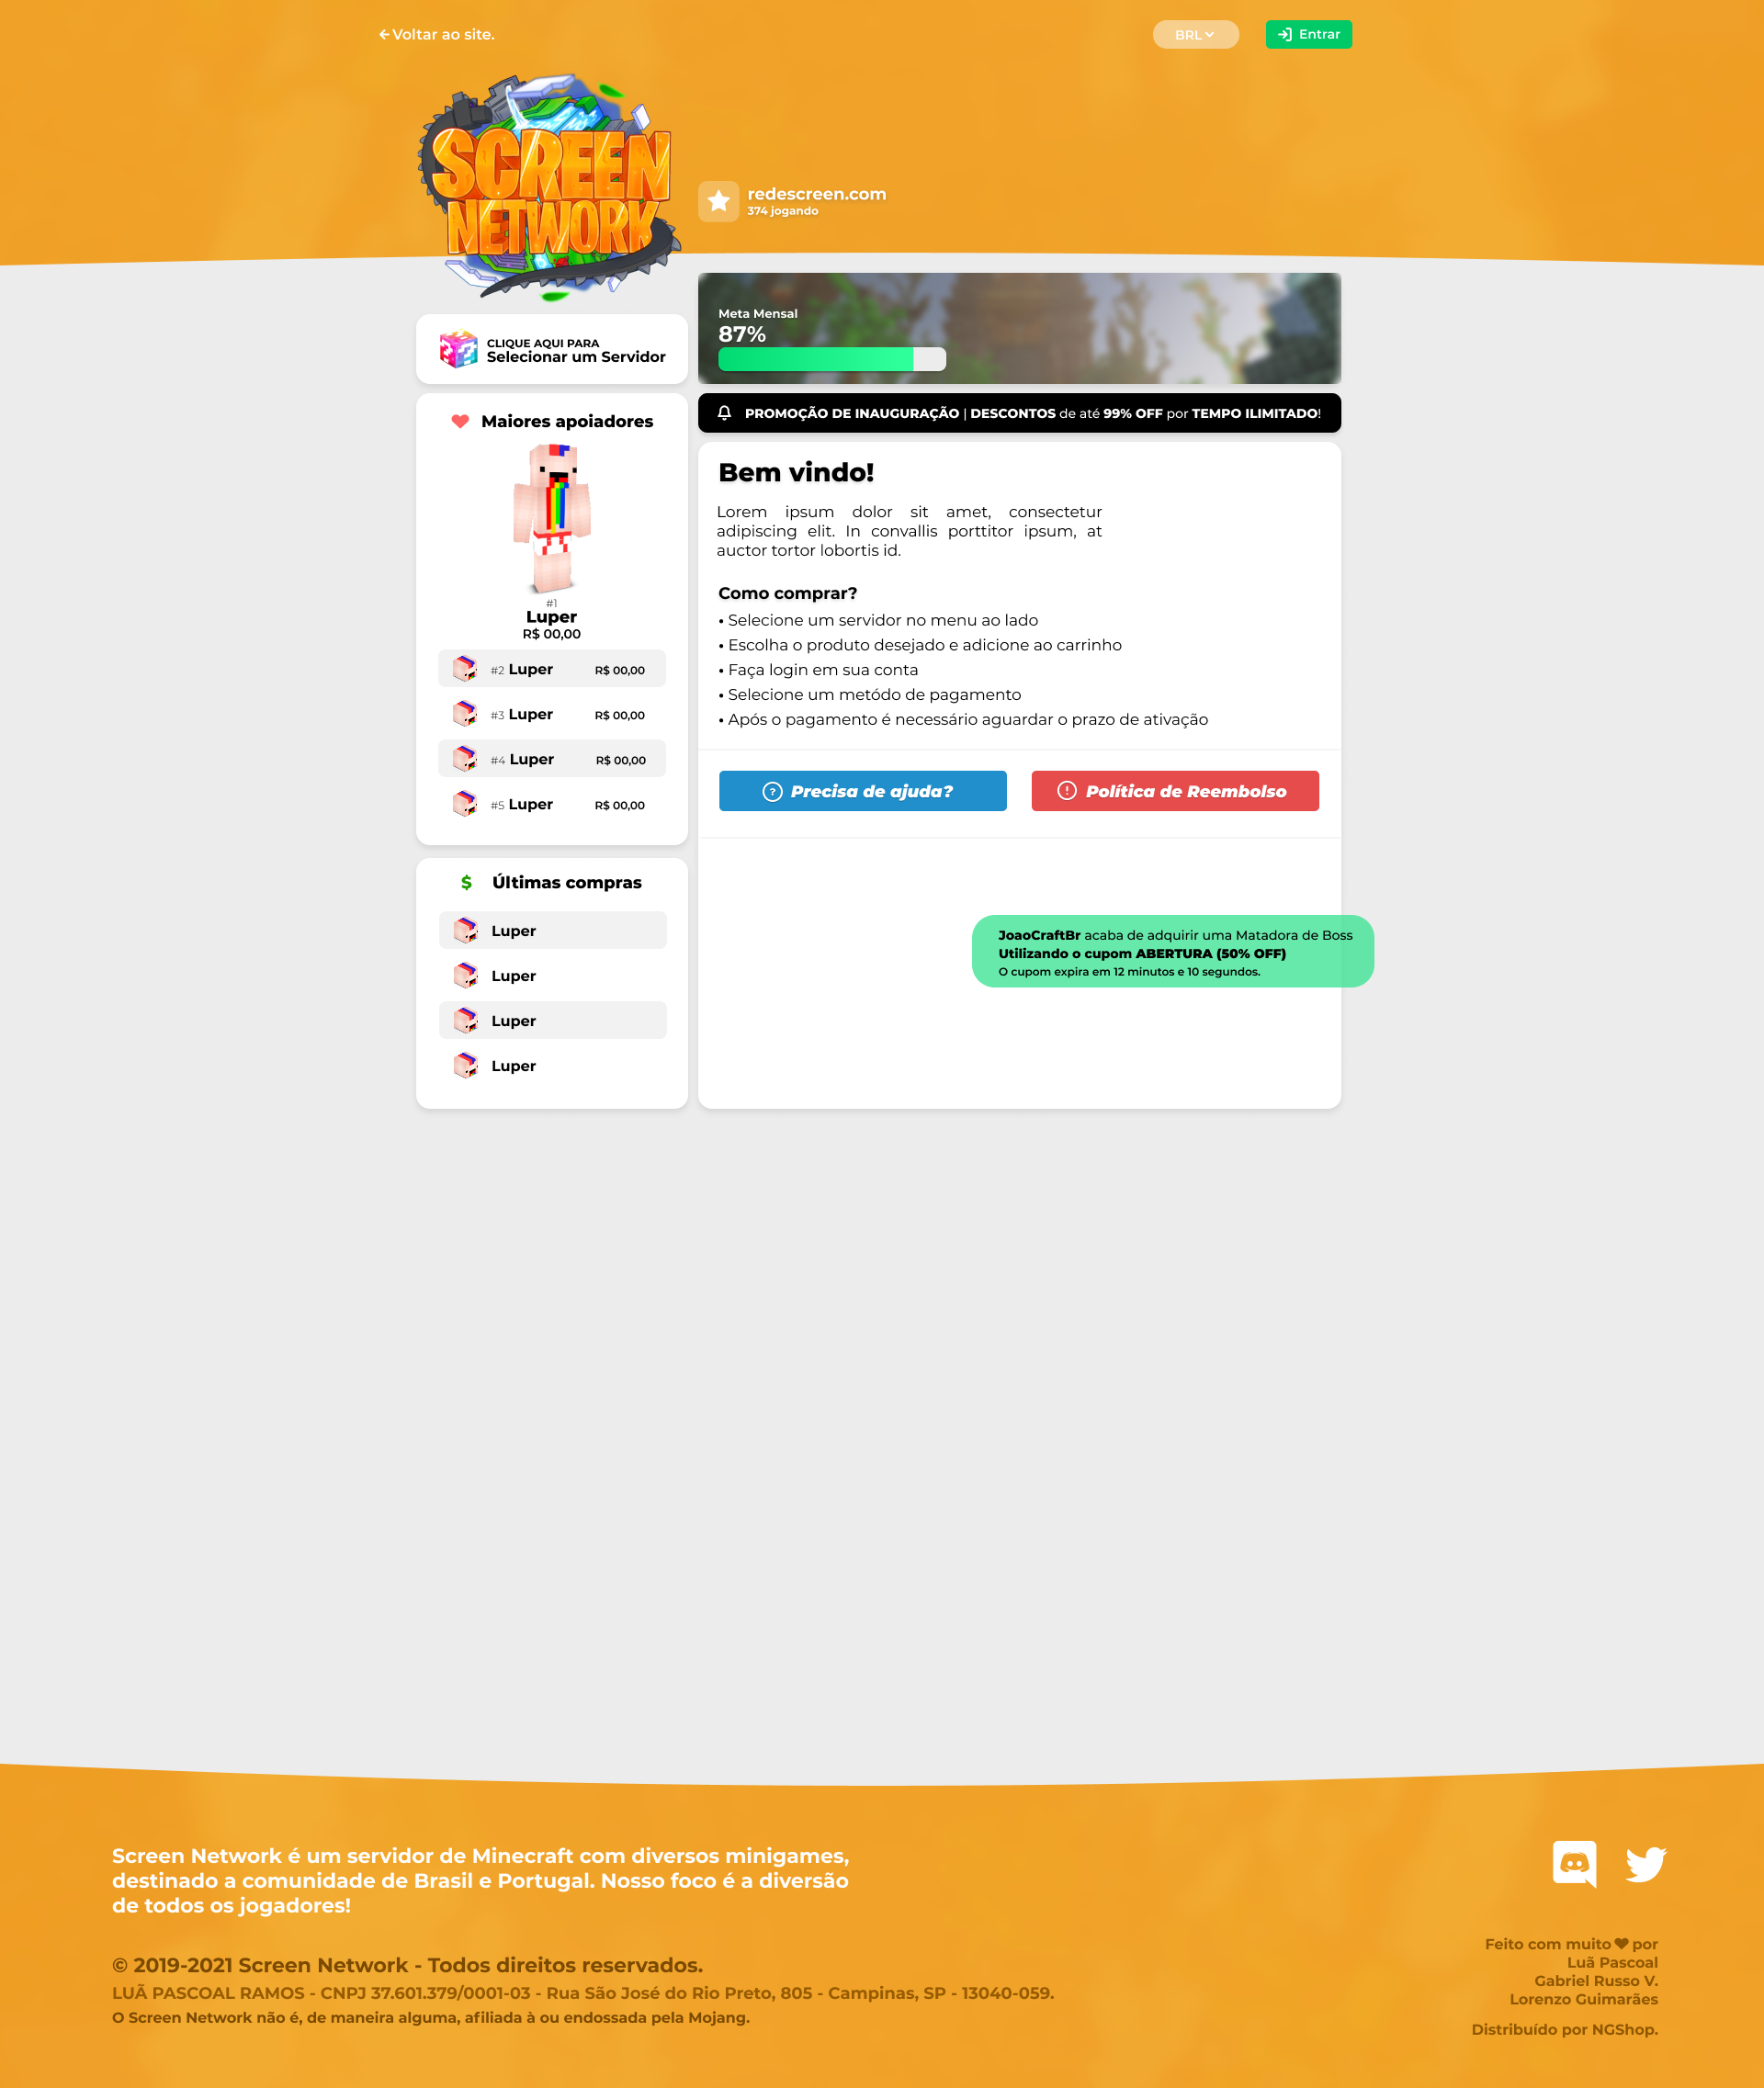 Voltar ao site.
BRL
Entrar
SCREEN
NETWORK
redescreen.com
374 jogando
CLIQUE AQUI PARA
Selecionar um Servidor
Meta Mensal
87%
PROMOÇÃO DE INAUGURAÇÃO | DESCONTOS de até 99% OFF por TEMPO ILIMITADO!
Maiores apoiadores
#1
Luper
R$ 00,00
#2 Luper R$ 00,00
#3 Luper R$ 00,00
#4 Luper R$ 00,00
#5 Luper R$ 00,00
Últimas compras
Luper
Luper
Luper
Luper
Bem vindo!
Lorem ipsum dolor sit amet, consectetur
adipiscing elit. In convallis porttitor ipsum, at
auctor tortor lobortis id.
Como comprar?
• Selecione um servidor no menu ao lado
• Escolha o produto desejado e adicione ao carrinho
• Faça login em sua conta
• Selecione um metódo de pagamento
• Após o pagamento é necessário aguardar o prazo de ativação
Precisa de ajuda?
Política de Reembolso
JoaoCraftBr acaba de adquirir uma Matadora de Boss
Utilizando o cupom ABERTURA (50% OFF)
O cupom expira em 12 minutos e 10 segundos.
Screen Network é um servidor de Minecraft com diversos minigames,
destinado a comunidade de Brasil e Portugal. Nosso foco é a diversão
de todos os jogadores!
© 2019-2021 Screen Network - Todos direitos reservados.
LUÃ PASCOAL RAMOS - CNPJ 37.601.379/0001-03 - Rua São José do Rio Preto, 805 - Campinas, SP - 13040-059.
O Screen Network não é, de maneira alguma, afiliada à ou endossada pela Mojang.
Feito com muito por
Luã Pascoal
Gabriel Russo V.
Lorenzo Guimarães
Distribuído por NGShop.